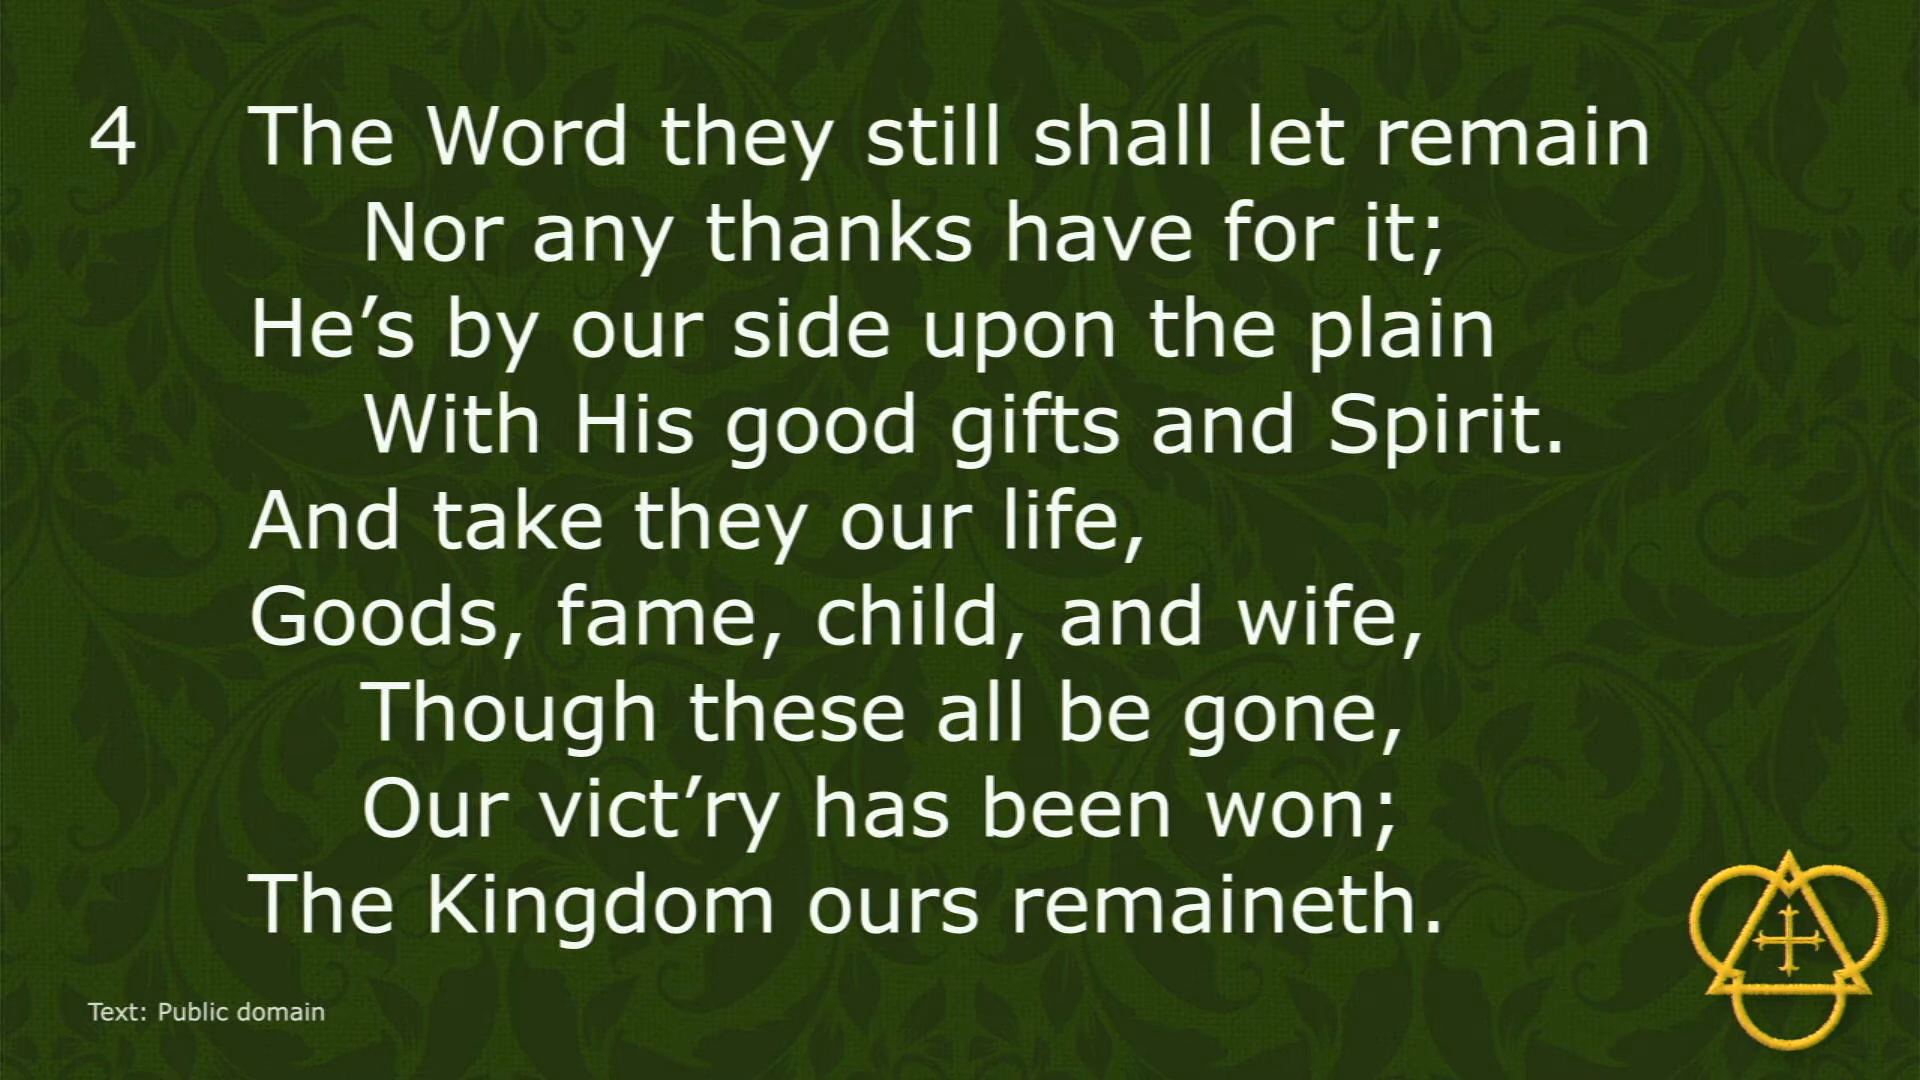 4 The Word they still shall let remain
Nor any thanks have for it;
He’s by our side upon the plain
With His good gifts and Spirit.
And take they our life,
Goods, fame, child, and wife,
Though these all be gone,
Our vict’ry has been won;
The Kingdom ours remaineth.
Text: Public domain